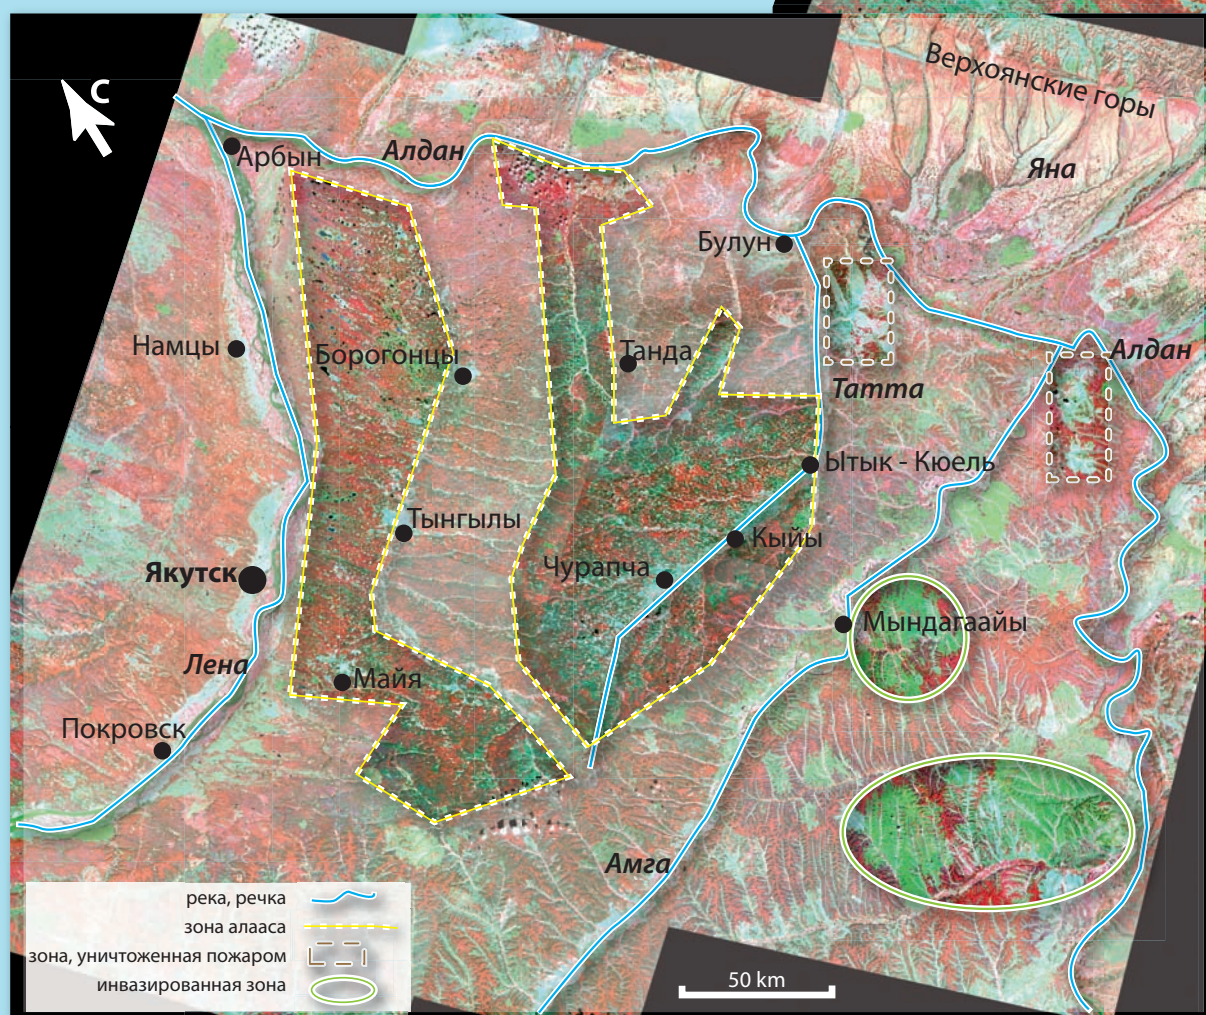 Верхоянские горы
С
Арбын
Алдан
Яна
Булун
Намцы
Борогонцы
Танда
Алдан
Татта
Ытык - Кюель
Тынгылы
Кыйы
Чурапча
Якутск
Мындагаайы
Лена
Майя
Покровск
Амга
река, речка
зона алааса
зона, уничтоженная пожаром
инвазированная зона
50 km